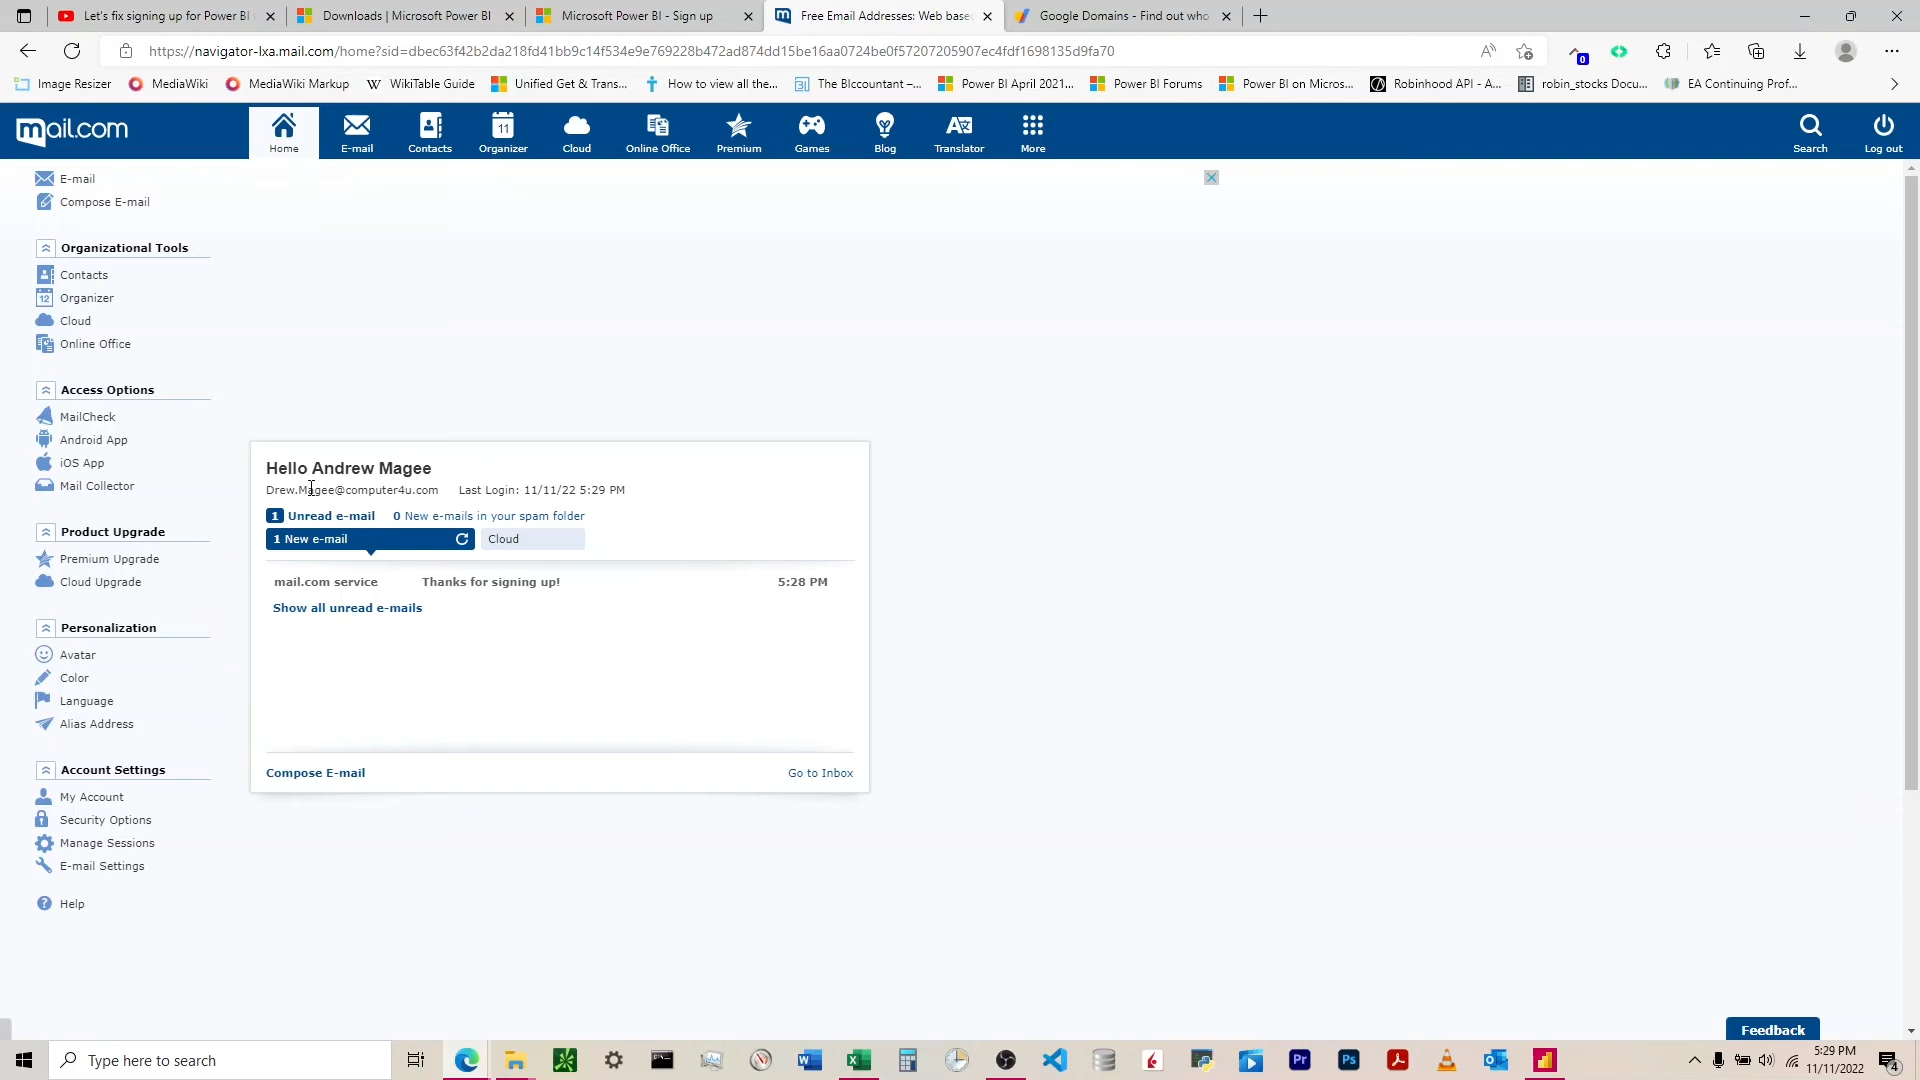 Let's fix signing up for Power BI
Downloads | Microsoft Power BI
Microsoft Power BI - Sign up
Free Email Addresses: Web base
Google Domains - Find out who
https://navigator-lxa.mail.com/home?sid=dbec63f42b2da218fd41bb9c14f534e9e769228b472ad874dd15be16aa0724be0f57207205907ec4fdf1698135d9fa70
0
Image Resizer
MediaWiki
MediaWiki Markup
WikiTable Guide
Unified Get & Trans...
How to view all the...
The BIccountant –...
Power BI April 2021...
Power BI Forums
Power BI on Micros...
Robinhood API - A...
robin_stocks Docu...
EA Continuing Prof...
mail.com
Home
E-mail
Contacts
11
Organizer
Cloud
Online Office
Premium
Games
Blog
Translator
More
Search
Log out
E-mail
Compose E-mail
Organizational Tools
Contacts
12 Organizer
Cloud
Online Office
Access Options
MailCheck
Android App
iOS App
Mail Collector
Product Upgrade
Premium Upgrade
Cloud Upgrade
Personalization
Avatar
Color
Language
Alias Address
Account Settings
My Account
Security Options
Manage Sessions
E-mail Settings
Help
Hello Andrew Magee
Drew.Magee@computer4u.com Last Login: 11/11/22 5:29 PM
1 Unread e-mail 0 New e-mails in your spam folder
1 New e-mail Cloud
mail.com service Thanks for signing up! 5:28 PM
Show all unread e-mails
Compose E-mail Go to Inbox
Feedback
Type here to search
5:29 PM
11/11/2022
4